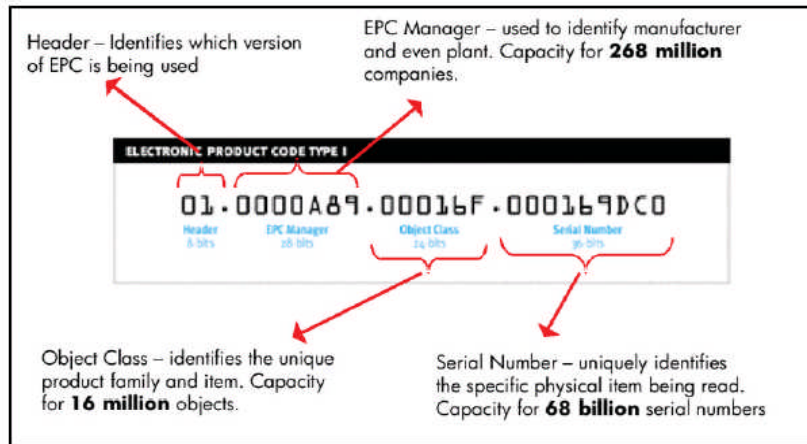 Header – Identifies which version
of EPC is being used
EPC Manager – used to identify manufacturer
and even plant. Capacity for 268 million
companies.
ELECTRONIC PRODUCT CODE TYPE I
01.0000A89.00016F.000169DC0
Header EPC Manager Object Class Serial Number
8-bits 28-bits 24-bits 36-bits
Object Class – identifies the unique
product family and item. Capacity
for 16 million objects.
Serial Number – uniquely identifies
the specific physical item being read.
Capacity for 68 billion serial numbers